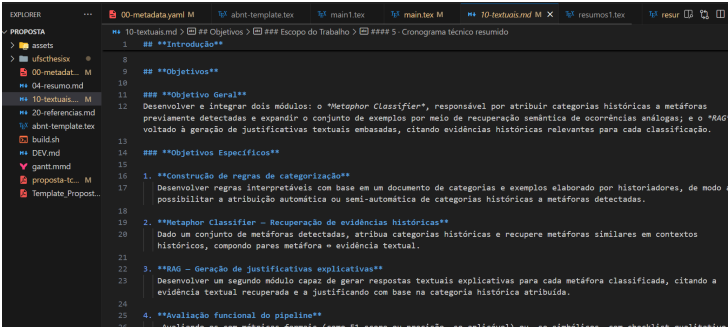 EXPLORER
00-metadata.yaml M
abnt-template.tex
main1.tex
main.tex M
10-textuais.md M
resumos1.tex
resur
PROPOSTA
10-textuais.md > ## Objetivos > ### Escopo do Trabalho > #### 5 - Cronograma técnico resumido
assets
ufscthesisx
00-metadat... M
04-resumo.md
10-textuais.... M
20-referencias.md
abnt-template.tex
build.sh
DEV.md
gantt.mmd
proposta-tc... M
Template_Propost...
1 ## **Introdução**
8
9 ## **Objetivos**
10
11 ### **Objetivo Geral**
12 Desenvolver e integrar dois módulos: o *Metaphor Classifier*, responsável por atribuir categorias históricas a metáforas
previamente detectadas e expandir o conjunto de exemplos por meio de recuperação semântica de ocorrências análogas; e o *RAG*
voltado à geração de justificativas textuais embasadas, citando evidências históricas relevantes para cada classificação.
13
14 ### **Objetivos Específicos**
15
16 1. **Construção de regras de categorização**
17 Desenvolver regras interpretáveis com base em um documento de categorias e exemplos elaborado por historiadores, de modo a
possibilitar a atribuição automática ou semi-automática de categorias históricas a metáforas detectadas.
18
19 2. **Metaphor Classifier – Recuperação de evidências históricas**
20 Dado um conjunto de metáforas detectadas, atribua categorias históricas e recupere metáforas similares em contextos
históricos, compondo pares metáfora ↔ evidência textual.
21
22 3. **RAG – Geração de justificativas explicativas**
23 Desenvolver um segundo módulo capaz de gerar respostas textuais explicativas para cada metáfora classificada, citando a
evidência textual recuperada e a justificando com base na categoria histórica atribuída.
24
25 4. **Avaliação funcional do pipeline**